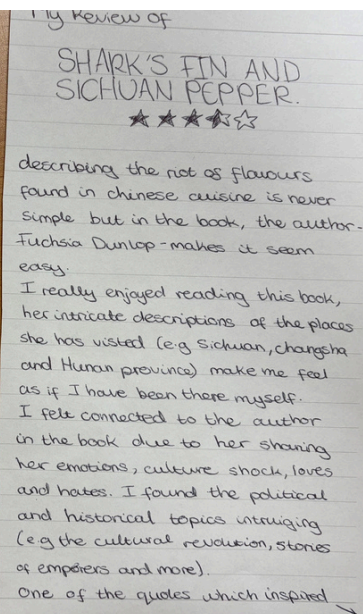 My Review of
SHARK'S FIN AND
SICHUAN PEPPER.
describing the riot of flavours
found in chinese cuisine is never
simple but in the book, the author -
Fuchsia Dunlop - makes it seem
easy.
I really enjoyed reading this book,
her intricate descriptions of the places
she has visted (e.g Sichuan, changsha
and Hunan province) make me feel
as if I have been there myself.
I felt connected to the author
in the book due to her sharing
her emotions, culture shock, loves
and hates. I found the political
and historical topics intruiging
(e.g the cultural revolution, stories
of emperers and more).
One of the quotes which inspired